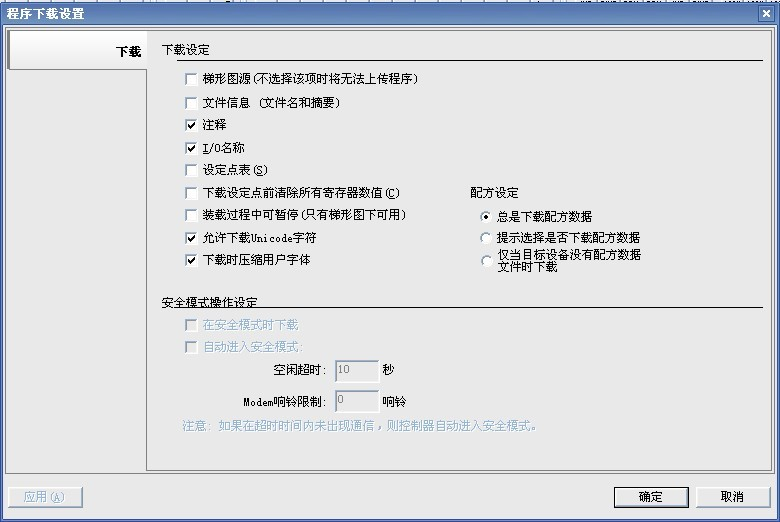 程序下载设置
下载
下载设定
梯形图源(不选择该项时将无法上传程序)
文件信息 (文件名和摘要)
注释
I/O名称
设定点表(S)
下载设定点前清除所有寄存器数值(C)
配方设定
装载过程中可暂停(只有梯形图下可用)
总是下载配方数据
允许下载Unicode字符
提示选择是否下载配方数据
下载时压缩用户字体
仅当目标设备没有配方数据
文件时下载
安全模式操作设定
在安全模式时下载
自动进入安全模式:
空闲超时: 10 秒
Modem响铃限制: 0 响铃
注意: 如果在超时时间内未出现通信,则控制器自动进入安全模式。
应用(A)
确定
取消